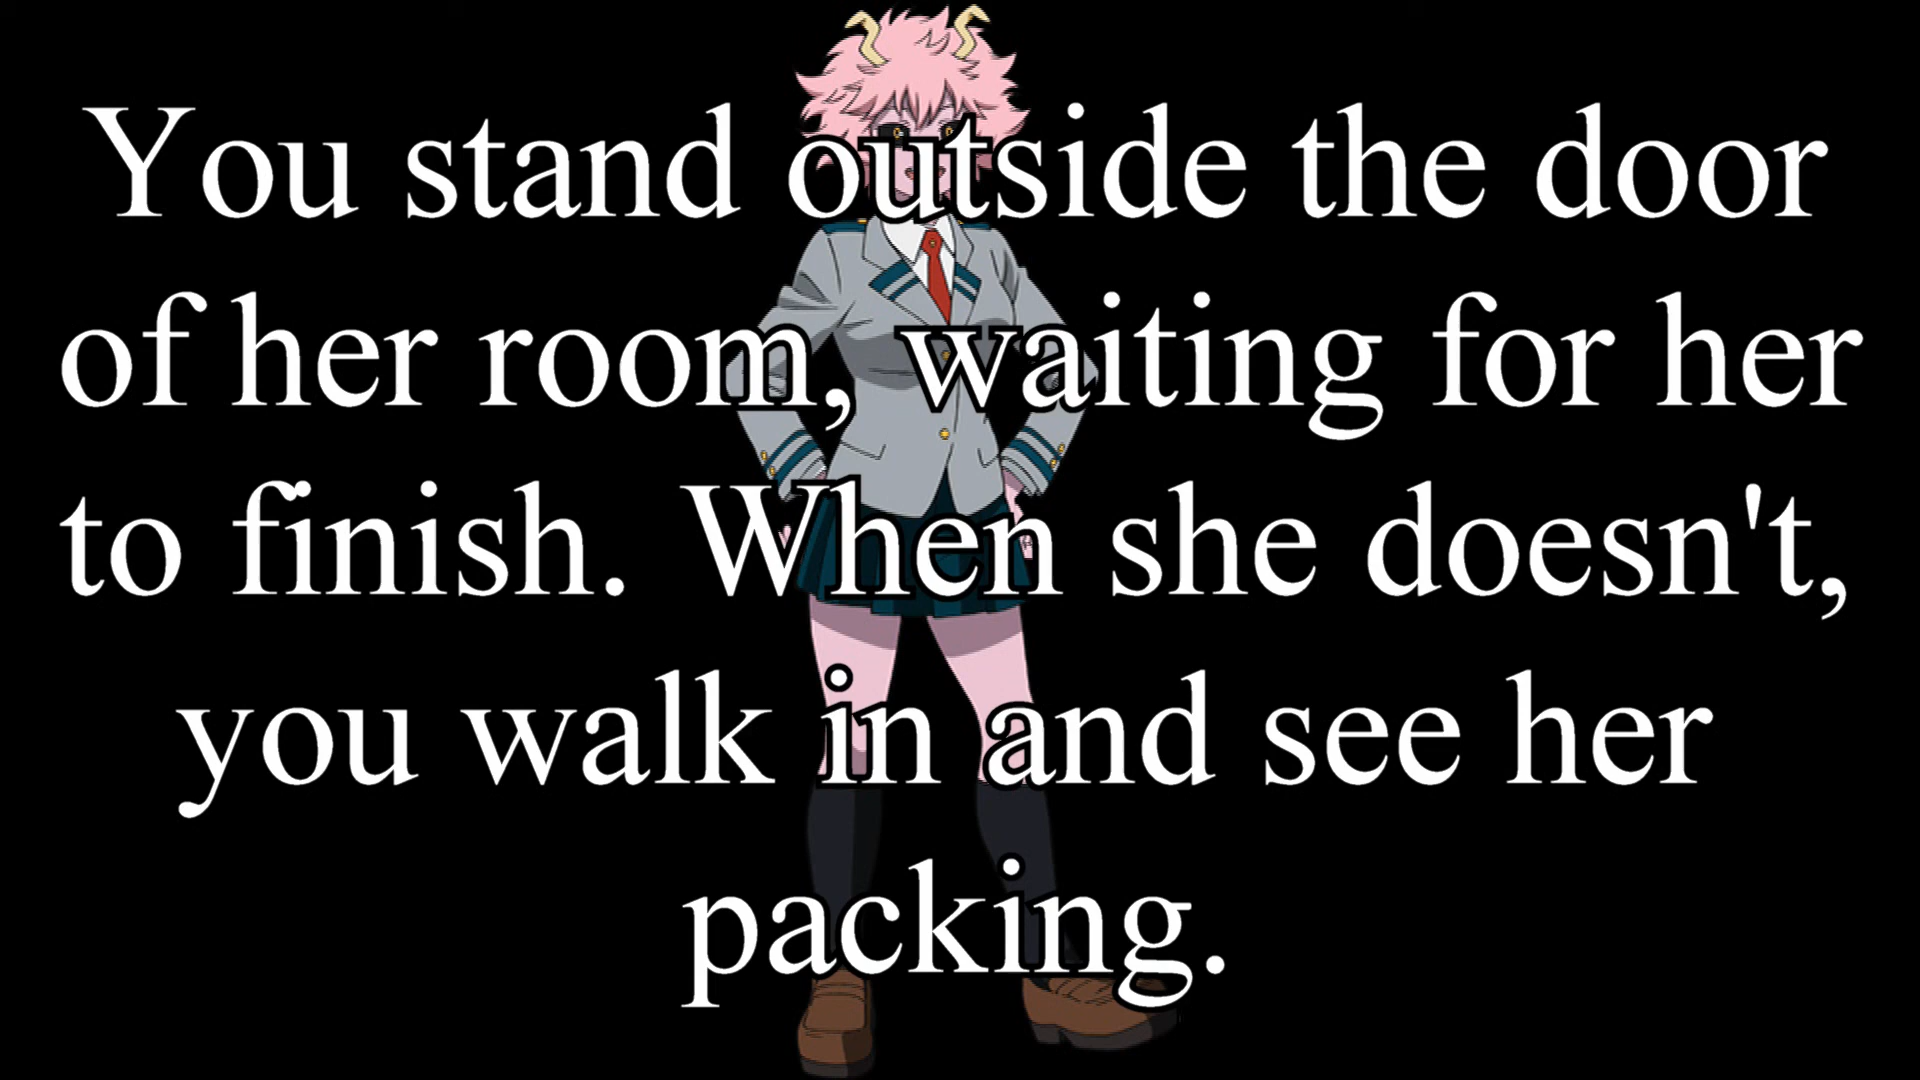 You stand outside the door
of her room, waiting for her
to finish. When she doesn't,
you walk in and see her
packing.